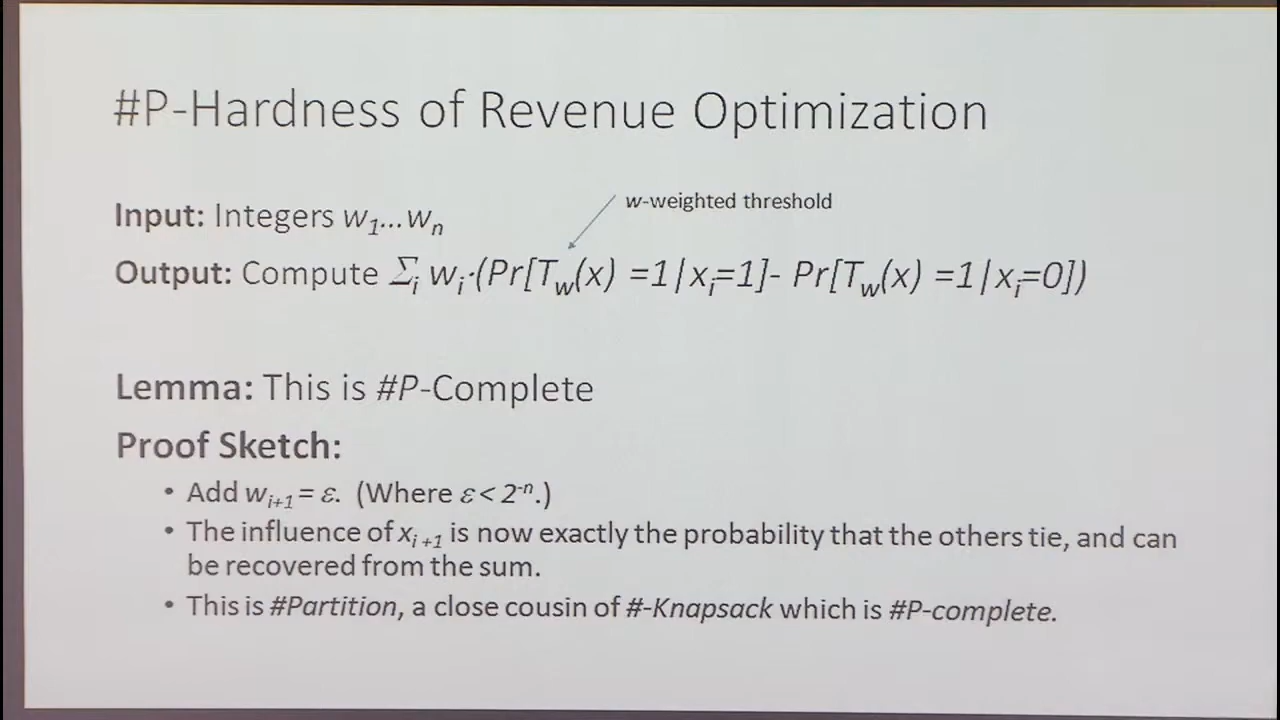 #P-Hardness of Revenue Optimization
w-weighted threshold
Input: Integers w₁...wₙ
Output: Compute Σᵢ wᵢ·(Pr[T_w(x) =1|xᵢ=1]- Pr[T_w(x) =1|xᵢ=0])
Lemma: This is #P-Complete
Proof Sketch:
• Add wᵢ₊₁ = ε. (Where ε < 2⁻ⁿ.)
• The influence of xᵢ₊₁ is now exactly the probability that the others tie, and can
be recovered from the sum.
• This is #Partition, a close cousin of #-Knapsack which is #P-complete.